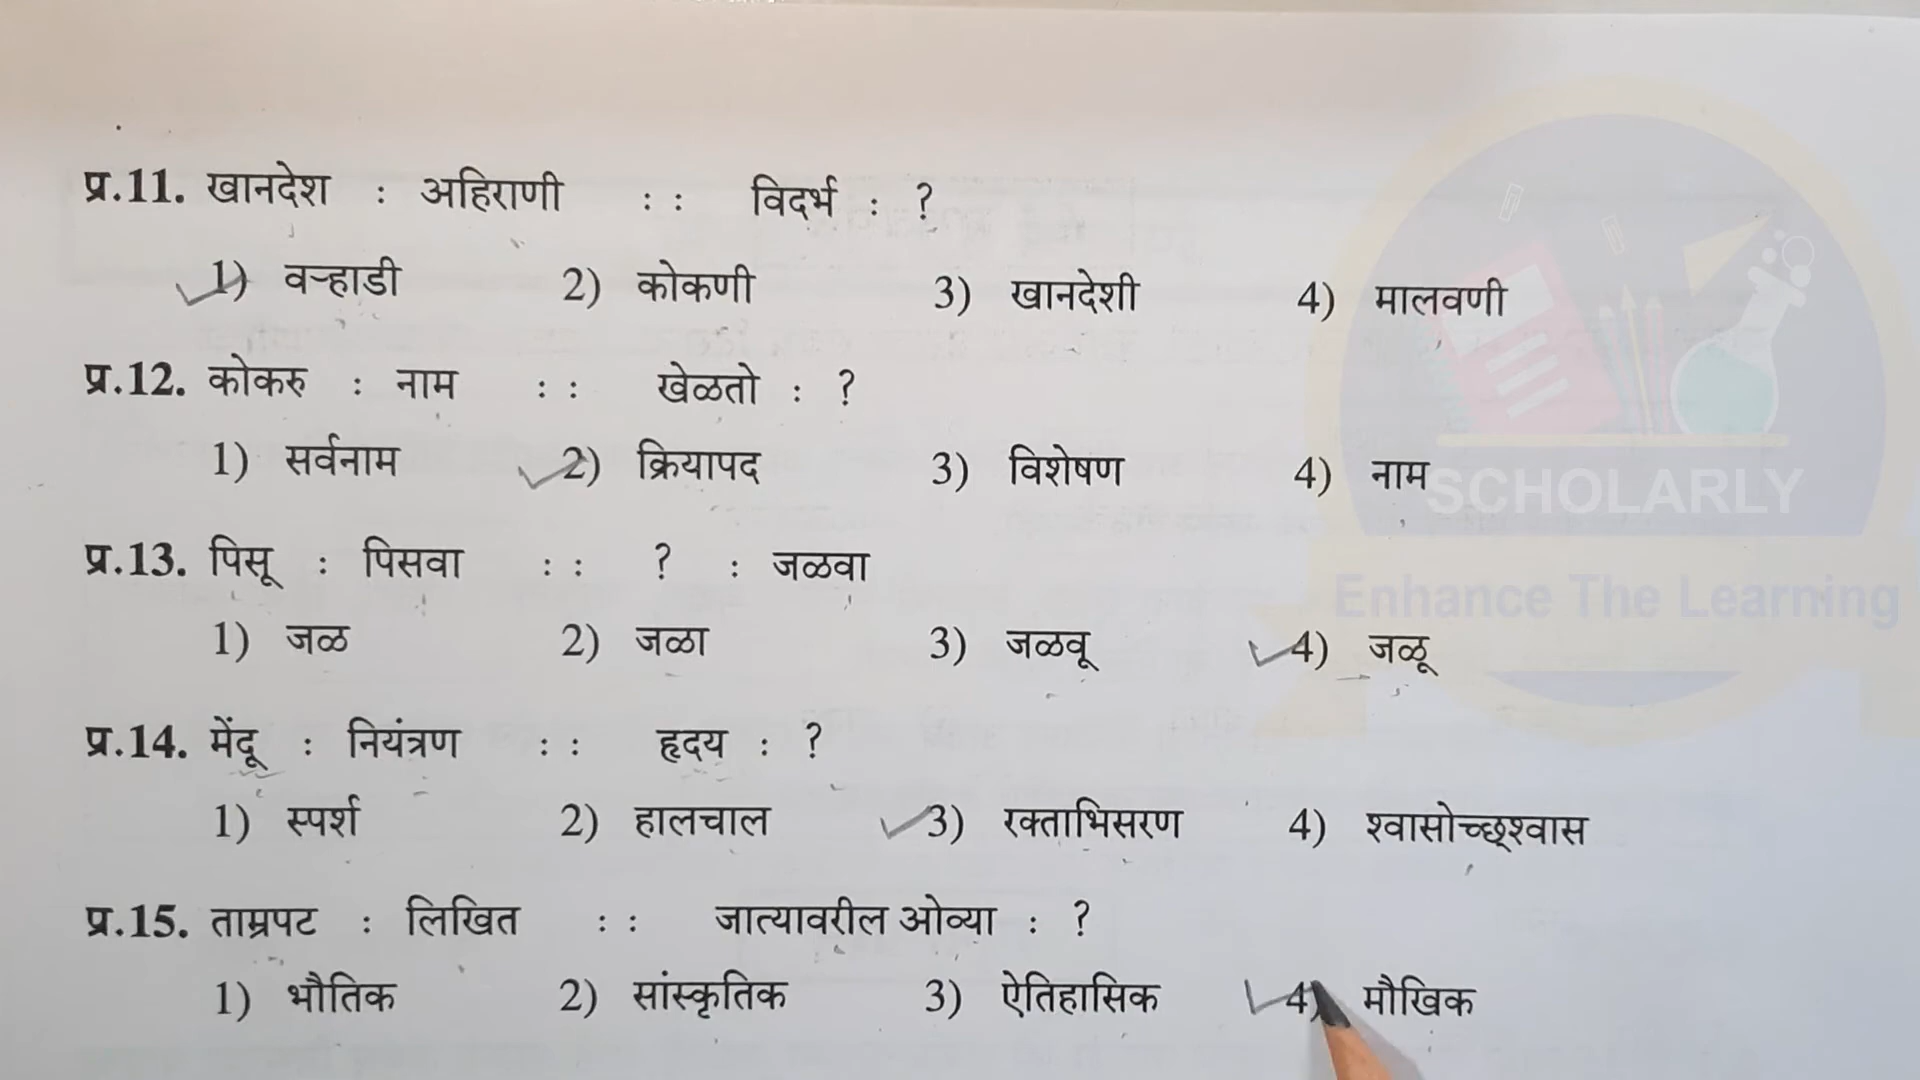 प्र.11. खानदेश : अहिराणी : : विदर्भ : ?
1) वऱ्हाडी 2) कोकणी 3) खानदेशी 4) मालवणी
प्र.12. कोकरु : नाम : : खेळतो : ?
1) सर्वनाम 2) क्रियापद 3) विशेषण 4) नाम
SCHOLARLY
प्र.13. पिसू : पिसवा : : ? : जळवा
Enhance The Learning
1) जळ 2) जळा 3) जळवू 4) जळू
प्र.14. मेंदू : नियंत्रण : : हृदय : ?
1) स्पर्श 2) हालचाल 3) रक्ताभिसरण 4) श्वासोच्छ्श्वास
प्र.15. ताम्रपट : लिखित : : जात्यावरील ओव्या : ?
1) भौतिक 2) सांस्कृतिक 3) ऐतिहासिक 4) मौखिक